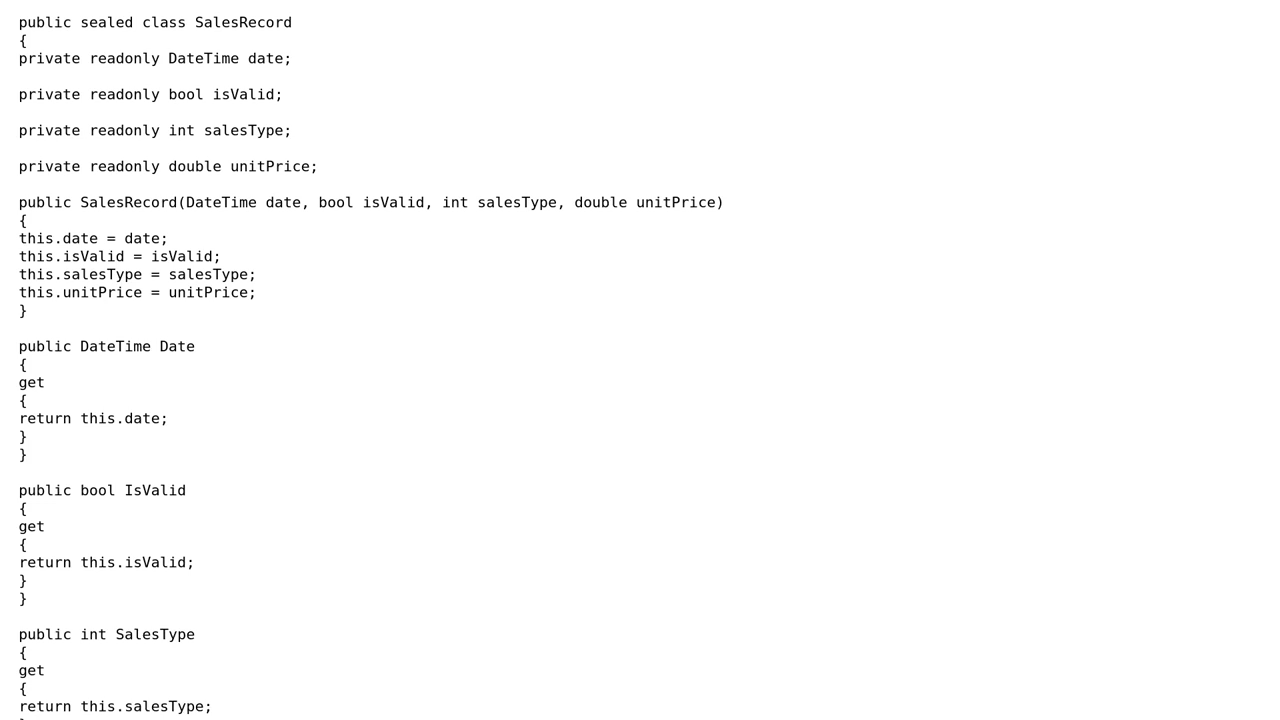 public sealed class SalesRecord
{
private readonly DateTime date;
private readonly bool isValid;
private readonly int salesType;
private readonly double unitPrice;
public SalesRecord(DateTime date, bool isValid, int salesType, double unitPrice)
{
this.date = date;
this.isValid = isValid;
this.salesType = salesType;
this.unitPrice = unitPrice;
}
public DateTime Date
{
get
{
return this.date;
}
}
public bool IsValid
{
get
{
return this.isValid;
}
}
public int SalesType
{
get
{
return this.salesType;